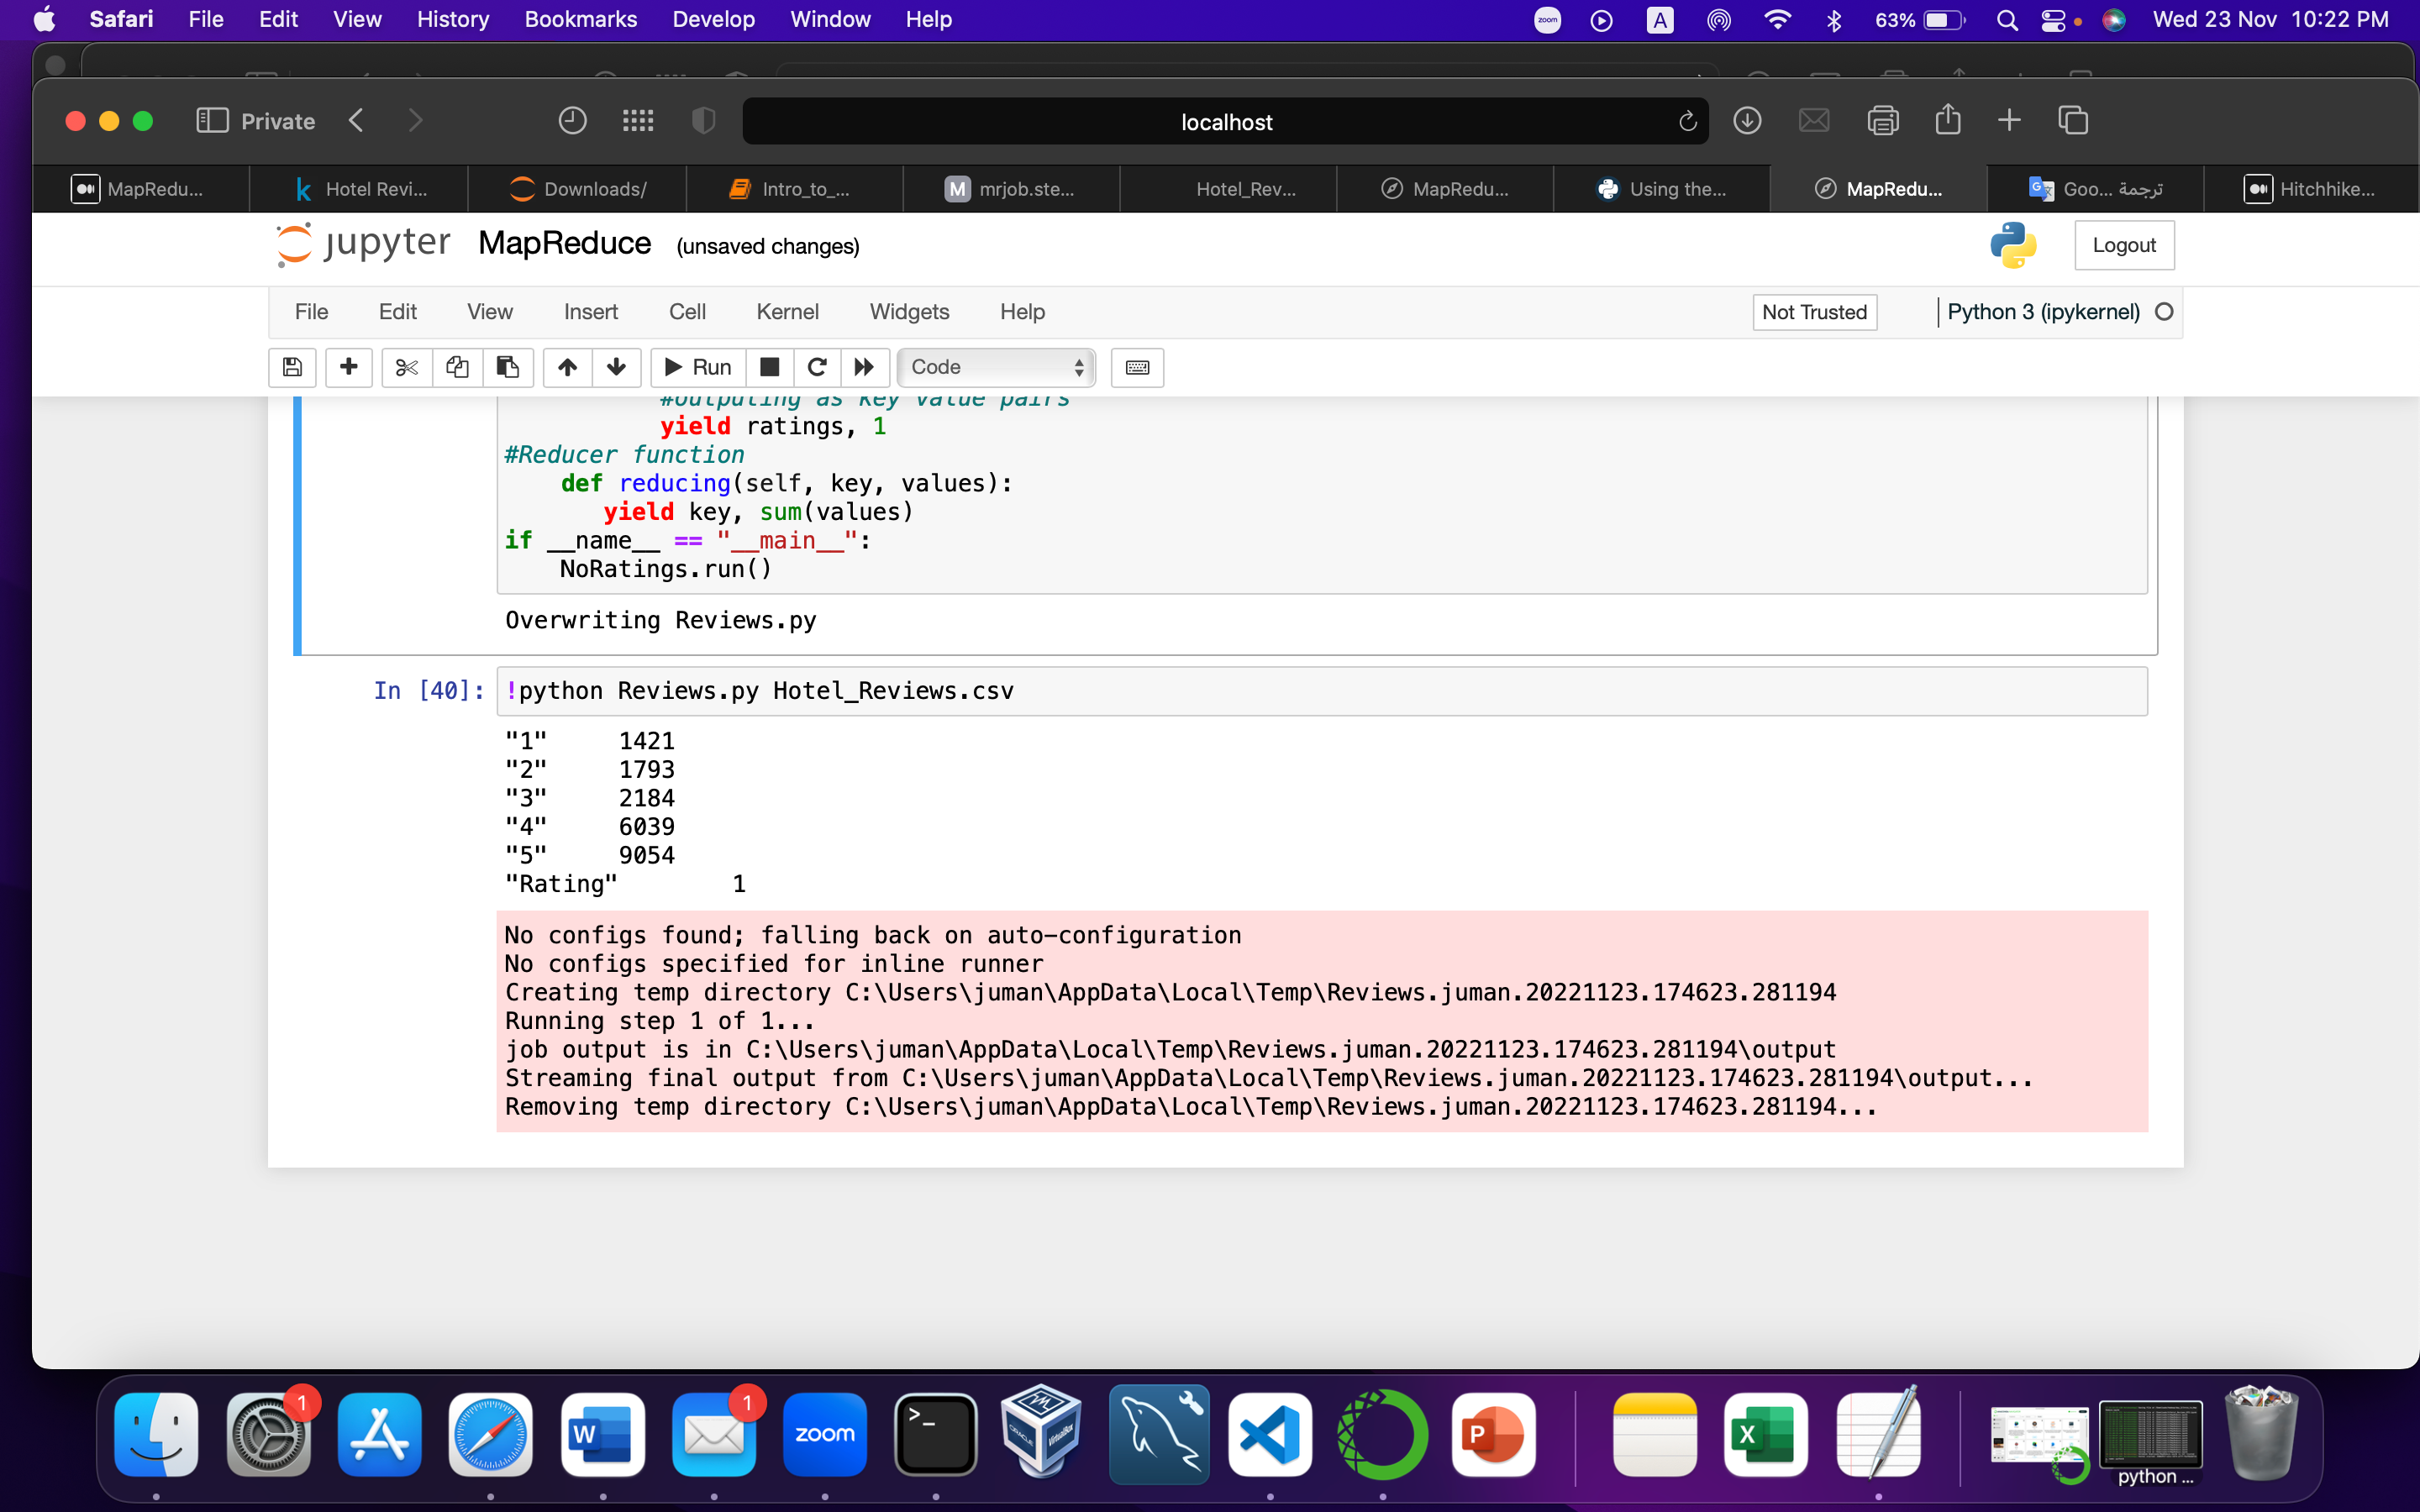 Safari File Edit View History Bookmarks Develop Window Help zoom A 63% Wed 23 Nov 10:22 PM
Private localhost
MapRedu... Hotel Revi... Downloads/ Intro_to_... M mrjob.ste... Hotel_Rev... MapRedu... Using the... MapRedu... Goo... ترجمة Hitchhike...
jupyter MapReduce (unsaved changes) Logout
File Edit View Insert Cell Kernel Widgets Help Not Trusted Python 3 (ipykernel)
Run Code
#outputing as key value pairs
yield ratings, 1
#Reducer function
def reducing(self, key, values):
yield key, sum(values)
if __name__ == "__main__":
NoRatings.run()
Overwriting Reviews.py
In [40]: !python Reviews.py Hotel_Reviews.csv
"1" 1421
"2" 1793
"3" 2184
"4" 6039
"5" 9054
"Rating" 1
No configs found; falling back on auto-configuration
No configs specified for inline runner
Creating temp directory C:\Users\juman\AppData\Local\Temp\Reviews.juman.20221123.174623.281194
Running step 1 of 1...
job output is in C:\Users\juman\AppData\Local\Temp\Reviews.juman.20221123.174623.281194\output
Streaming final output from C:\Users\juman\AppData\Local\Temp\Reviews.juman.20221123.174623.281194\output...
Removing temp directory C:\Users\juman\AppData\Local\Temp\Reviews.juman.20221123.174623.281194...
1 1
W zoom >_ P X
python ...